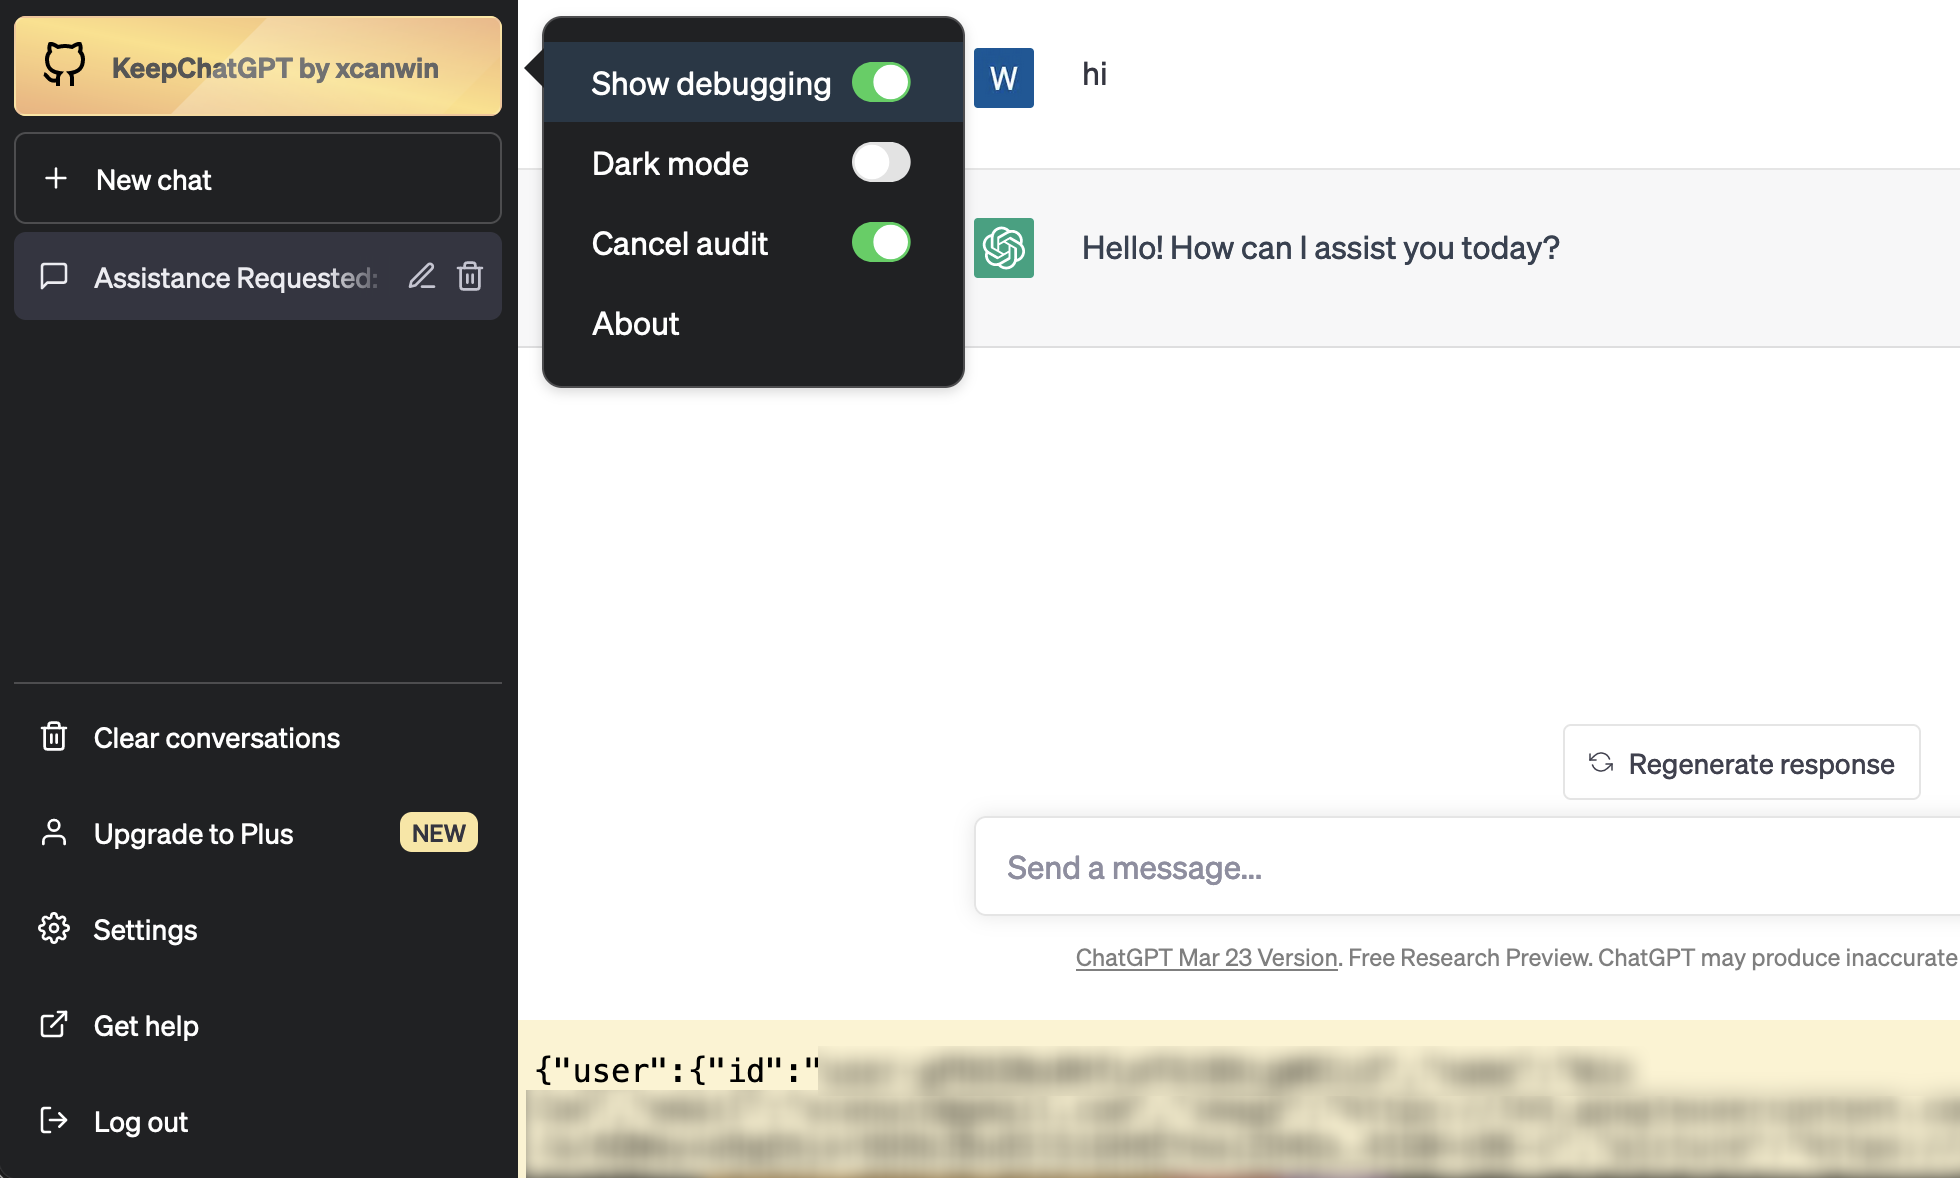 KeepChatGPT by xcanwin
New chat
Assistance Requested:
Clear conversations
Upgrade to Plus
NEW
Settings
Get help
Log out
Show debugging
Dark mode
Cancel audit
About
W
hi
Hello! How can I assist you today?
Regenerate response
Send a message...
ChatGPT Mar 23 Version. Free Research Preview. ChatGPT may produce inaccurate
{"user":{"id":"